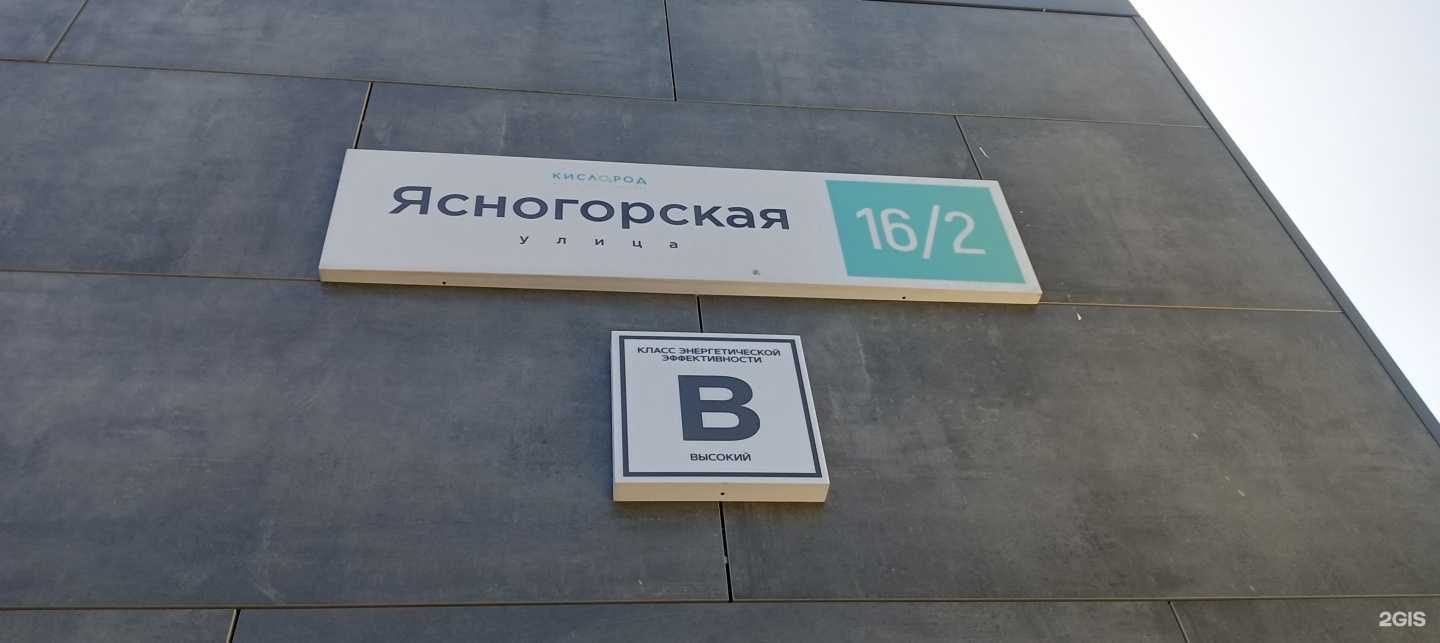 КИСЛОРОД
Ясногорская
улица
16/2
КЛАСС ЭНЕРГЕТИЧЕСКОЙ
ЭФФЕКТИВНОСТИ
B
ВЫСОКИЙ
2GIS